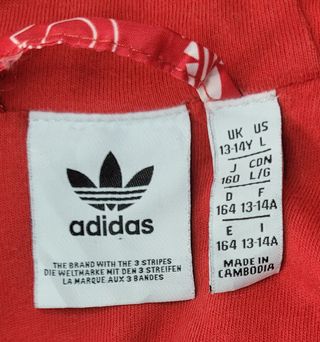 adidas
THE BRAND WITH THE 3 STRIPES
DIE WELTMARKE MIT DEN 3 STREIFEN
LA MARQUE AUX 3 BANDES
UK US
13-14Y L
J CDN
160 L/G
D F
164 13-14A
E I
164 13-14A
MADE IN
CAMBODIA